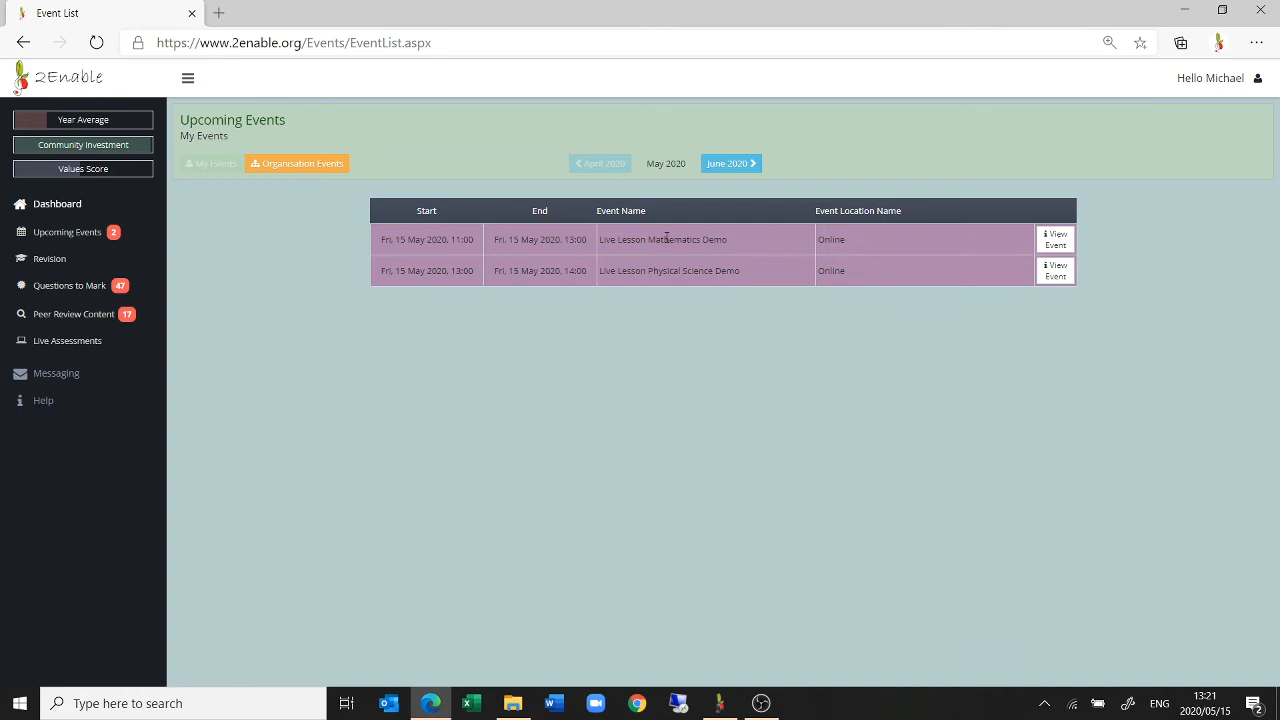 Event List
https://www.2enable.org/Events/EventList.aspx
2Enable
Hello Michael
Year Average
Community Investment
Values Score
Dashboard
Upcoming Events 2
Revision
Questions to Mark 47
Peer Review Content 17
Live Assessments
Messaging
Help
Upcoming Events
My Events
My Events Organisation Events April 2020 May 2020 June 2020
Start End Event Name Event Location Name
Fri, 15 May 2020, 11:00 Fri, 15 May 2020, 13:00 Live Lesson Mathematics Demo Online View Event
Fri, 15 May 2020, 13:00 Fri, 15 May 2020, 14:00 Live Lesson Physical Science Demo Online View Event
Type here to search
ENG
13:21
2020/05/15
2